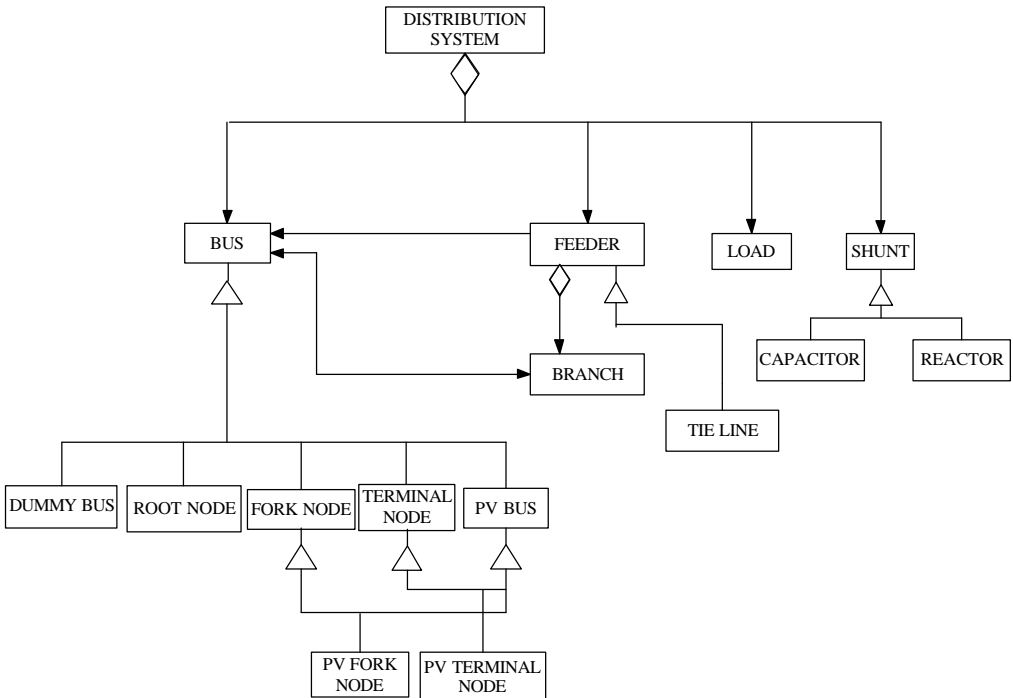 DISTRIBUTION
SYSTEM
BUS
FEEDER
LOAD
SHUNT
CAPACITOR
REACTOR
BRANCH
TIE LINE
DUMMY BUS
ROOT NODE
FORK NODE
TERMINAL
NODE
PV BUS
PV FORK
NODE
PV TERMINAL
NODE